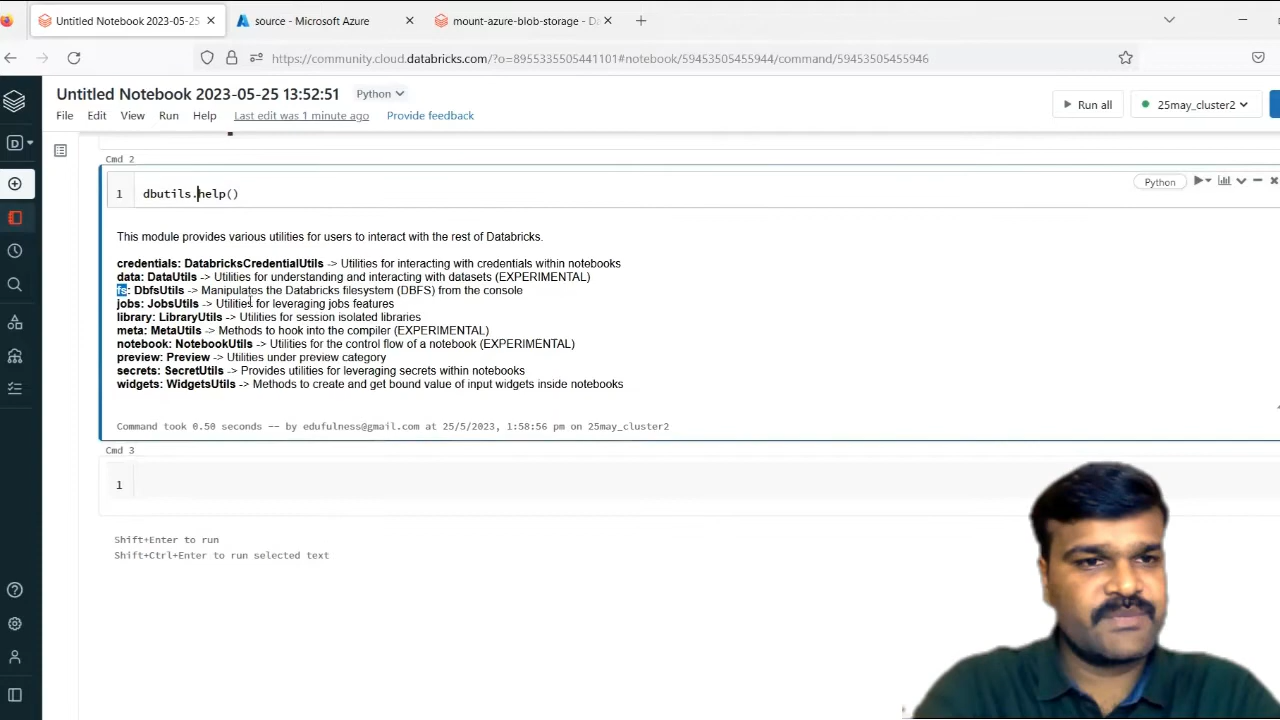 Untitled Notebook 2023-05-25
source - Microsoft Azure
mount-azure-blob-storage - Da
https://community.cloud.databricks.com/?o=8955335505441101#notebook/59453505455944/command/59453505455946
Untitled Notebook 2023-05-25 13:52:51
Python
File
Edit
View
Run
Help
Last edit was 1 minute ago
Provide feedback
Run all
25may_cluster2
D
Cmd 2
1
dbutils.help()
Python
This module provides various utilities for users to interact with the rest of Databricks.
credentials: DatabricksCredentialUtils -> Utilities for interacting with credentials within notebooks
data: DataUtils -> Utilities for understanding and interacting with datasets (EXPERIMENTAL)
fs: DbfsUtils -> Manipulates the Databricks filesystem (DBFS) from the console
jobs: JobsUtils -> Utilities for leveraging jobs features
library: LibraryUtils -> Utilities for session isolated libraries
meta: MetaUtils -> Methods to hook into the compiler (EXPERIMENTAL)
notebook: NotebookUtils -> Utilities for the control flow of a notebook (EXPERIMENTAL)
preview: Preview -> Utilities under preview category
secrets: SecretUtils -> Provides utilities for leveraging secrets within notebooks
widgets: WidgetsUtils -> Methods to create and get bound value of input widgets inside notebooks
Command took 0.50 seconds -- by edufulness@gmail.com at 25/5/2023, 1:58:56 pm on 25may_cluster2
Cmd 3
1
Shift+Enter to run
Shift+Ctrl+Enter to run selected text